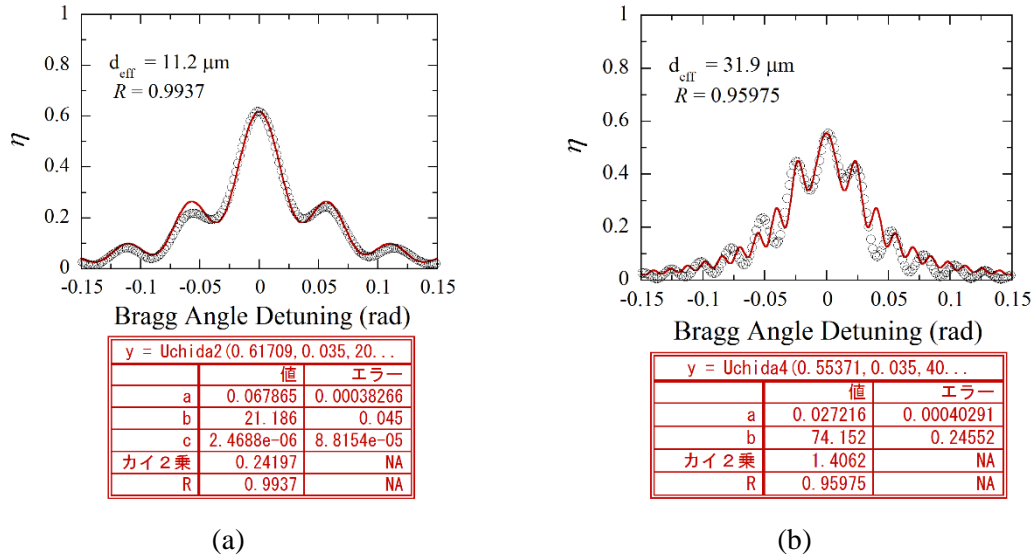 1
0.8
0.6
0.4
0.2
0
η
d_eff = 11.2 μm
R = 0.9937
-0.15 -0.1 -0.05 0 0.05 0.1 0.15
Bragg Angle Detuning (rad)
y = Uchida2(0.61709,0.035,20...
値 エラー
a 0.067865 0.00038266
b 21.186 0.045
c 2.4688e-06 8.8154e-05
カイ2乗 0.24197 NA
R 0.9937 NA
(a)
1
0.8
0.6
0.4
0.2
0
η
d_eff = 31.9 μm
R = 0.95975
-0.15 -0.1 -0.05 0 0.05 0.1 0.15
Bragg Angle Detuning (rad)
y = Uchida4(0.55371,0.035,40...
値 エラー
a 0.027216 0.00040291
b 74.152 0.24552
カイ2乗 1.4062 NA
R 0.95975 NA
(b)